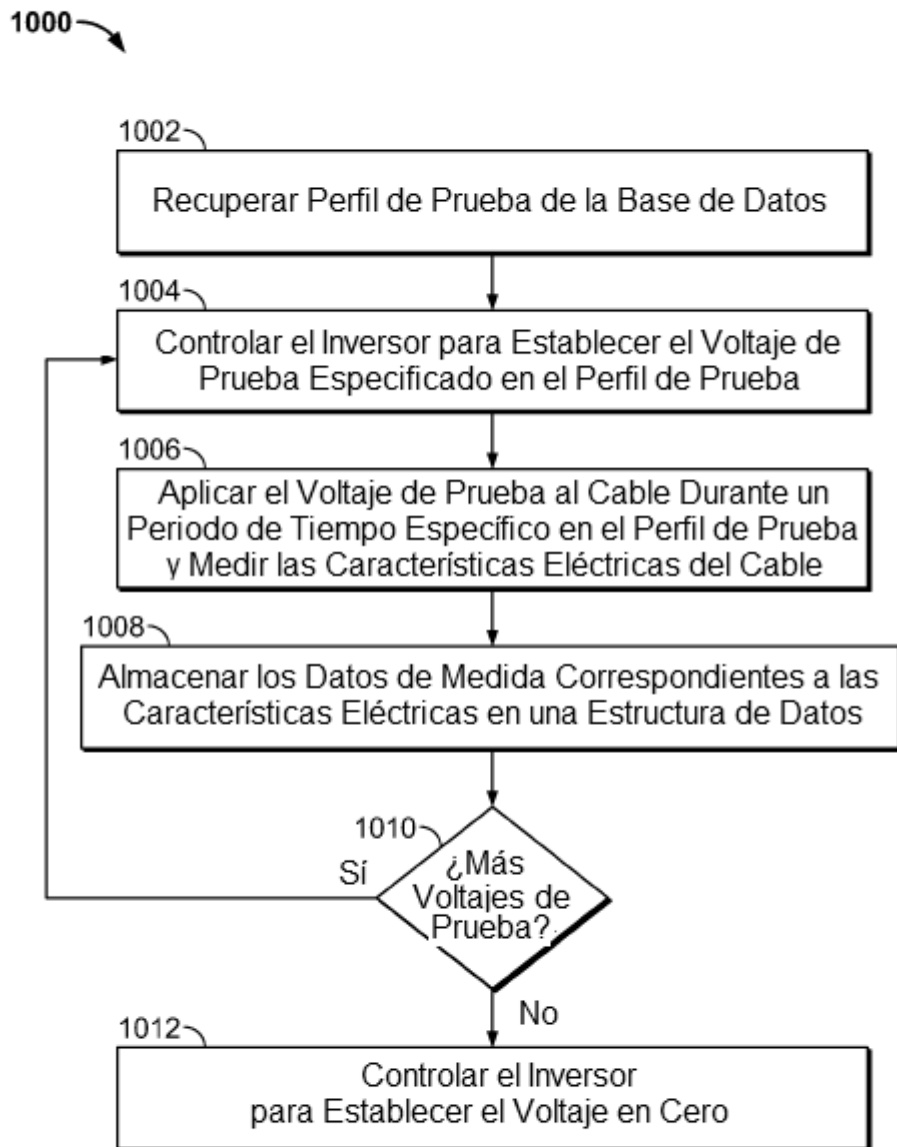 1000
1002
Recuperar Perfil de Prueba de la Base de Datos
1004
Controlar el Inversor para Establecer el Voltaje de
Prueba Especificado en el Perfil de Prueba
1006
Aplicar el Voltaje de Prueba al Cable Durante un
Periodo de Tiempo Específico en el Perfil de Prueba
y Medir las Características Eléctricas del Cable
1008
Almacenar los Datos de Medida Correspondientes a las
Características Eléctricas en una Estructura de Datos
1010
¿Más
Voltajes de
Prueba?
Sí
No
1012
Controlar el Inversor
para Establecer el Voltaje en Cero